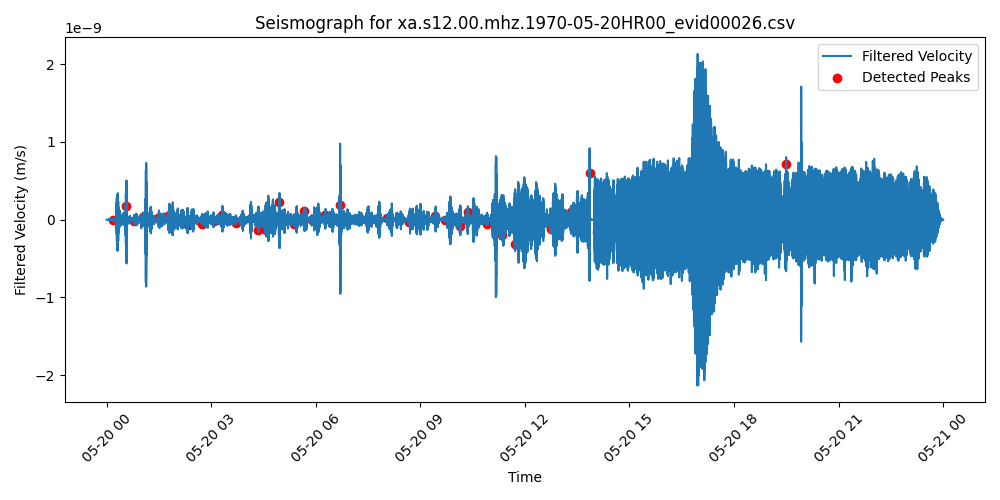 Seismograph for xa.s12.00.mhz.1970-05-20HR00_evid00026.csv
1e−9
Filtered Velocity
Detected Peaks
2
1
0
−1
−2
Filtered Velocity (m/s)
05-20 00
05-20 03
05-20 06
05-20 09
05-20 12
05-20 15
05-20 18
05-20 21
05-21 00
Time